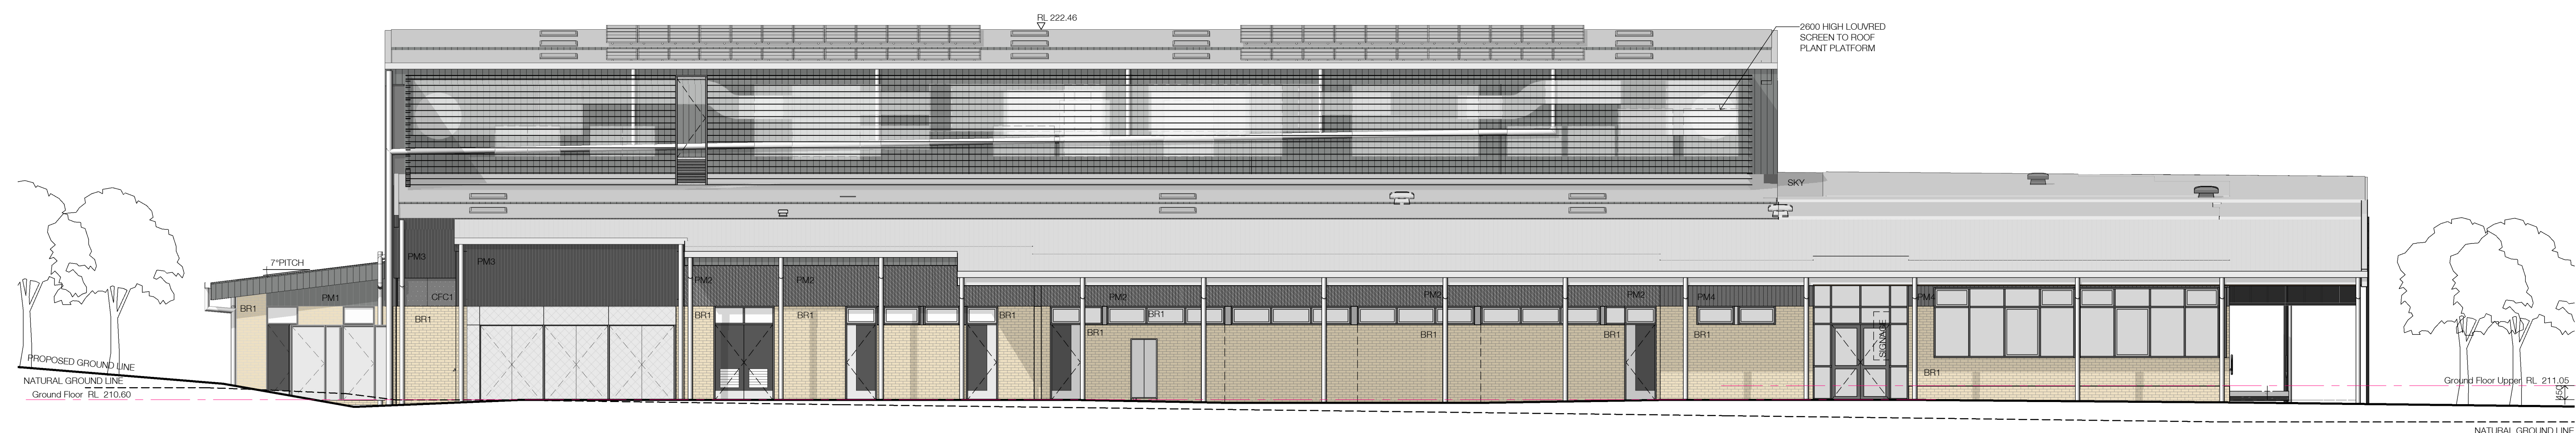 RL 222.46
2600 HIGH LOUVRED
SCREEN TO ROOF
PLANT PLATFORM
SKY
7°PITCH
PM3
PM3
PM2
PM2
CFC1
PM1
BR1
BR1
BR1
BR1
BR1
PM2
BR1
BR1
PM2
BR1
PM2
BR1
PM4
BR1
SIGNAGE
PM4
BR1
PROPOSED GROUND LINE
NATURAL GROUND LINE
Ground Floor RL 210.60
Ground Floor Upper RL 211.05
450
NATURAL GROUND LINE